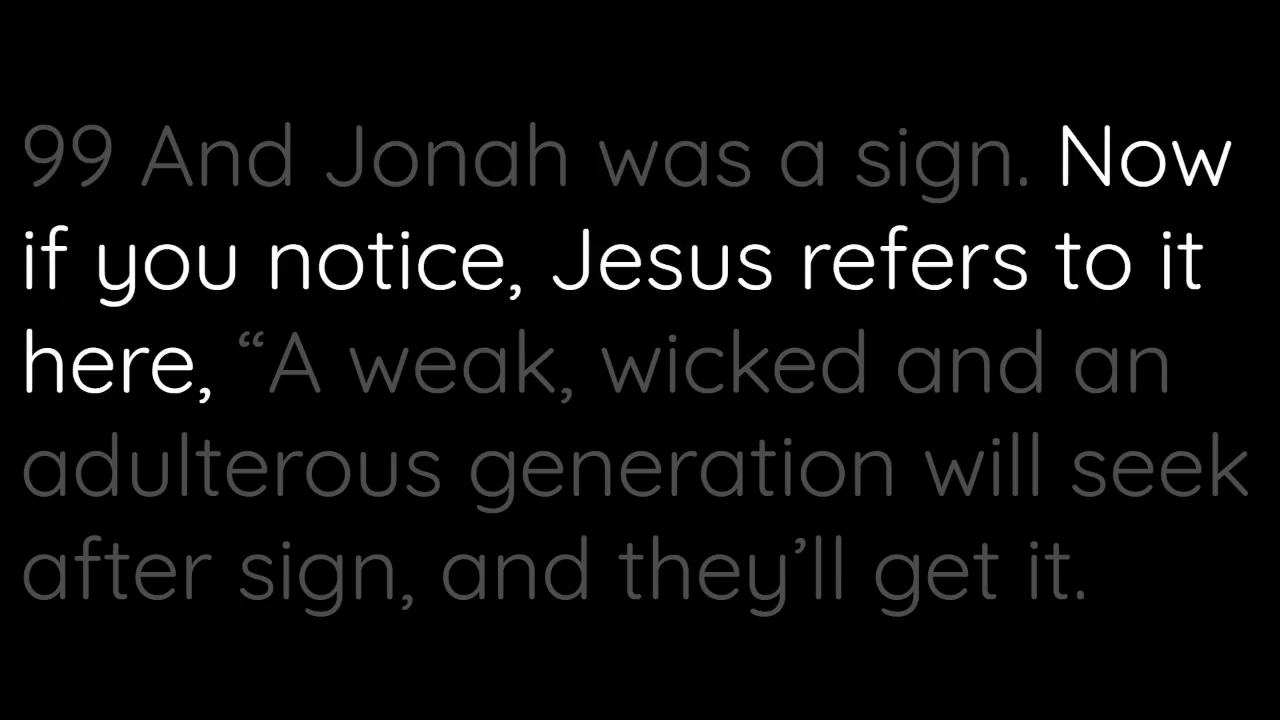 99 And Jonah was a sign. Now
if you notice, Jesus refers to it
here, “A weak, wicked and an
adulterous generation will seek
after sign, and they’ll get it.